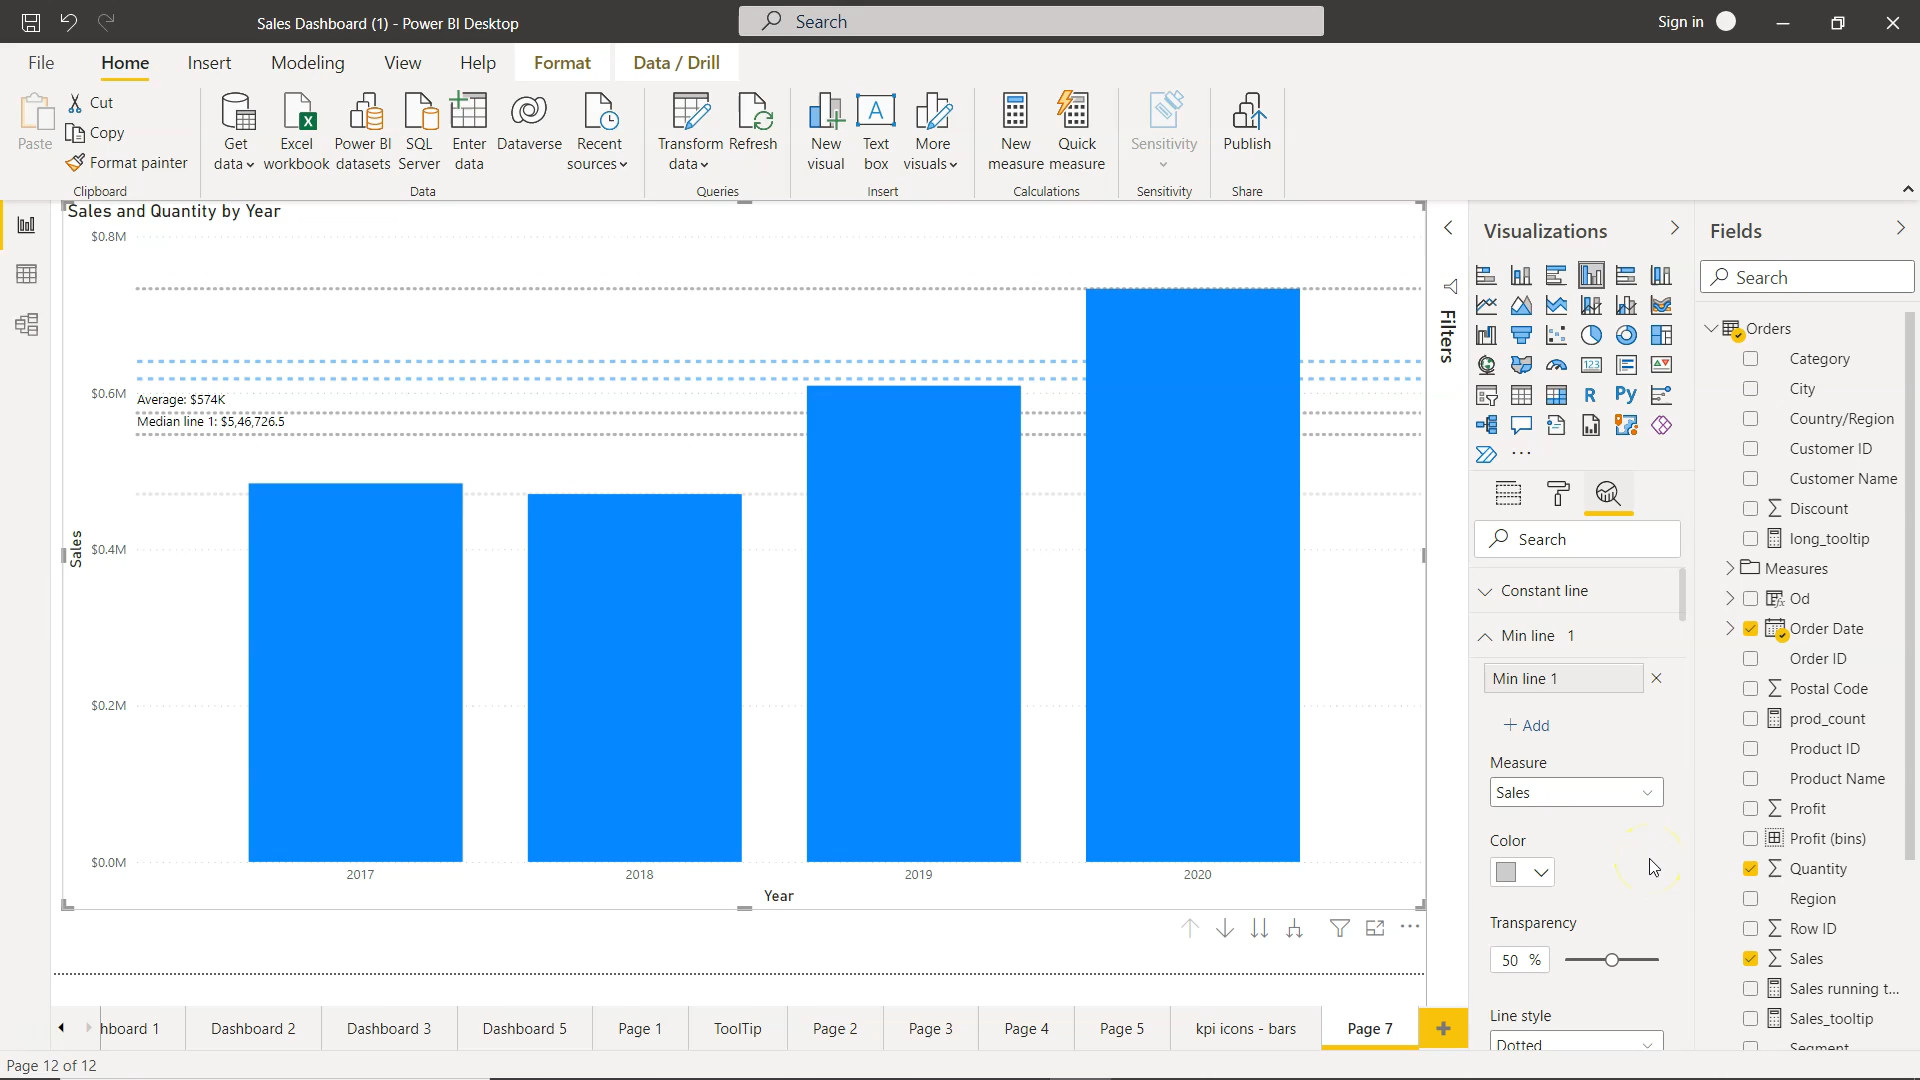 Sales Dashboard (1) - Power BI Desktop
Search
Sign in
File
Home
Insert
Modeling
View
Help
Format
Data / Drill
Paste
Cut
Copy
Format painter
Clipboard
Get data
Excel workbook
Power BI datasets
SQL Server
Enter data
Dataverse
Recent sources
Data
Transform data
Refresh
Queries
New visual
Text box
More visuals
Insert
New measure
Quick measure
Calculations
Sensitivity
Sensitivity
Publish
Share
Sales and Quantity by Year
$0.8M
$0.6M
Average: $574K
Median line 1: $5,46,726.5
Sales
$0.4M
$0.2M
$0.0M
2017
2018
2019
2020
Year
Filters
Visualizations
123
R
Py
Search
Constant line
Min line 1
Min line 1
Add
Measure
Sales
Color
Transparency
50 %
Line style
Dotted
Fields
Search
Orders
Category
City
Country/Region
Customer ID
Customer Name
Discount
long_tooltip
Measures
Od
Order Date
Order ID
Postal Code
prod_count
Product ID
Product Name
Profit
Profit (bins)
Quantity
Region
Row ID
Sales
Sales running t...
Sales_tooltip
Segment
hboard 1
Dashboard 2
Dashboard 3
Dashboard 5
Page 1
ToolTip
Page 2
Page 3
Page 4
Page 5
kpi icons - bars
Page 7
Page 12 of 12